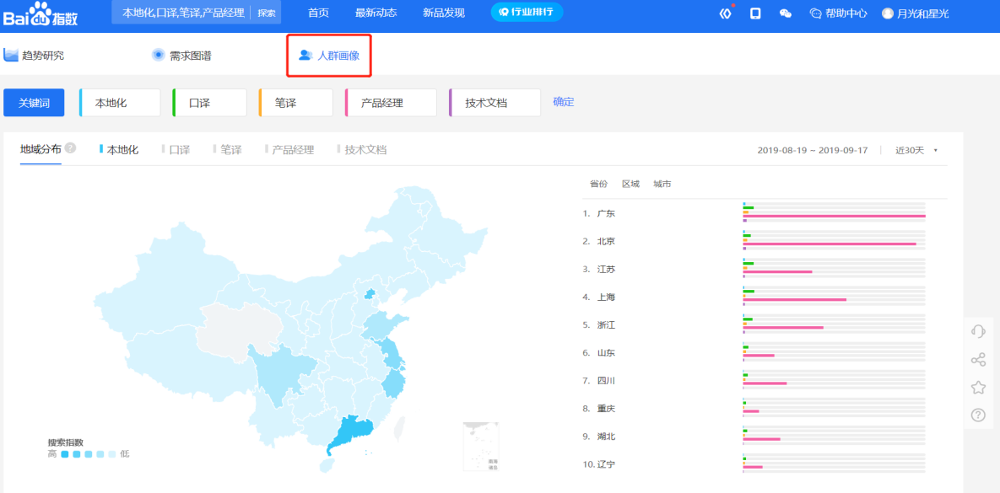 Bai du 指数 本地化,口译,笔译,产品经理 探索 首页 最新动态 新品发现 行业排行 帮助中心 月光和星光
趋势研究 需求图谱 人群画像
关键词 本地化 口译 笔译 产品经理 技术文档 确定
地域分布 ? 本地化 口译 笔译 产品经理 技术文档 2019-08-19 ~ 2019-09-17 近30天
省份 区域 城市
1. 广东
2. 北京
3. 江苏
4. 上海
5. 浙江
6. 山东
7. 四川
8. 重庆
9. 湖北
10. 辽宁
搜索指数
高 低
南海
诸岛